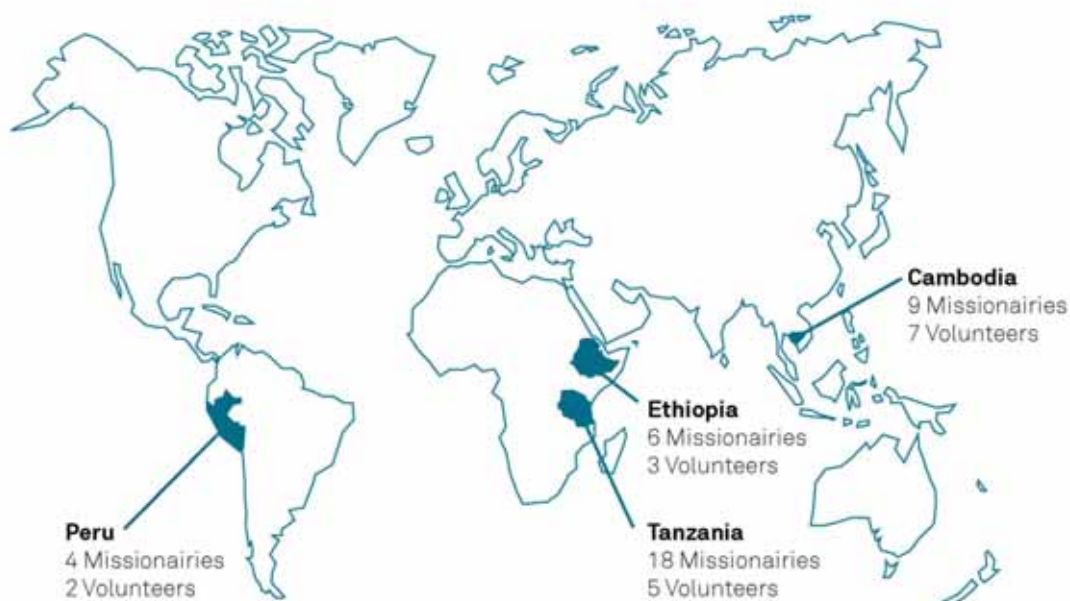 Cambodia
9 Missionairies
7 Volunteers
Ethiopia
6 Missionairies
3 Volunteers
Peru
4 Missionairies
2 Volunteers
Tanzania
18 Missionairies
5 Volunteers